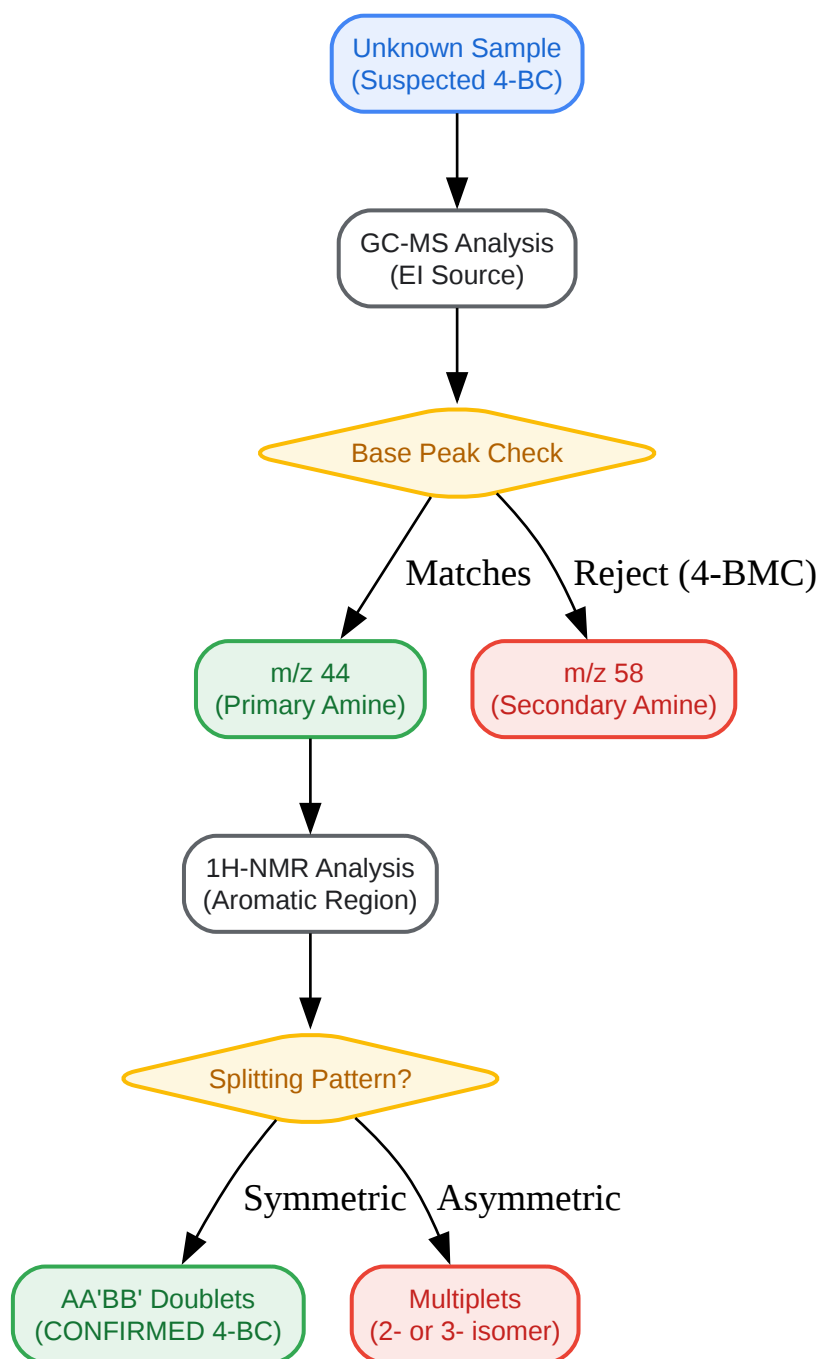 Unknown Sample
(Suspected 4-BC)
GC-MS Analysis
(EI Source)
Base Peak Check
Matches
Reject (4-BMC)
m/z 44
(Primary Amine)
m/z 58
(Secondary Amine)
1H-NMR Analysis
(Aromatic Region)
Splitting Pattern?
Symmetric
Asymmetric
AA'BB' Doublets
(CONFIRMED 4-BC)
Multiplets
(2- or 3- isomer)